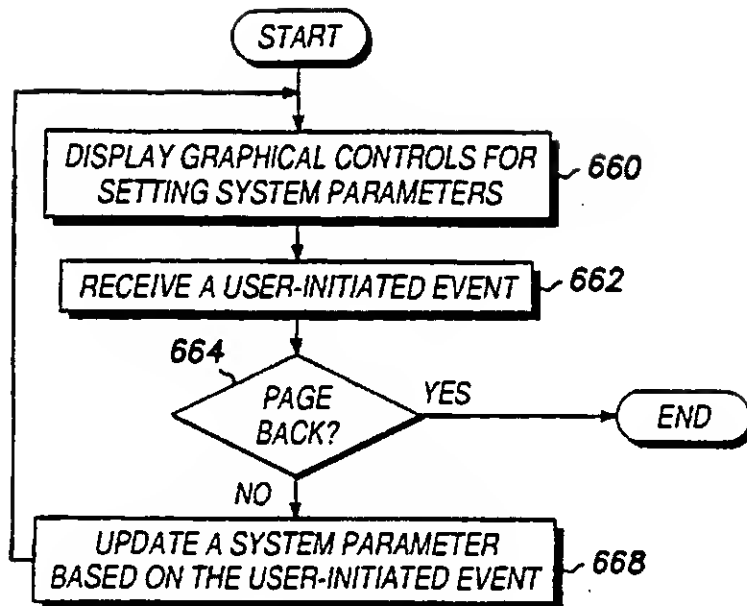 START
DISPLAY GRAPHICAL CONTROLS FOR
SETTING SYSTEM PARAMETERS
660
RECEIVE A USER-INITIATED EVENT
662
664
PAGE
BACK?
YES
END
NO
UPDATE A SYSTEM PARAMETER
BASED ON THE USER-INITIATED EVENT
668